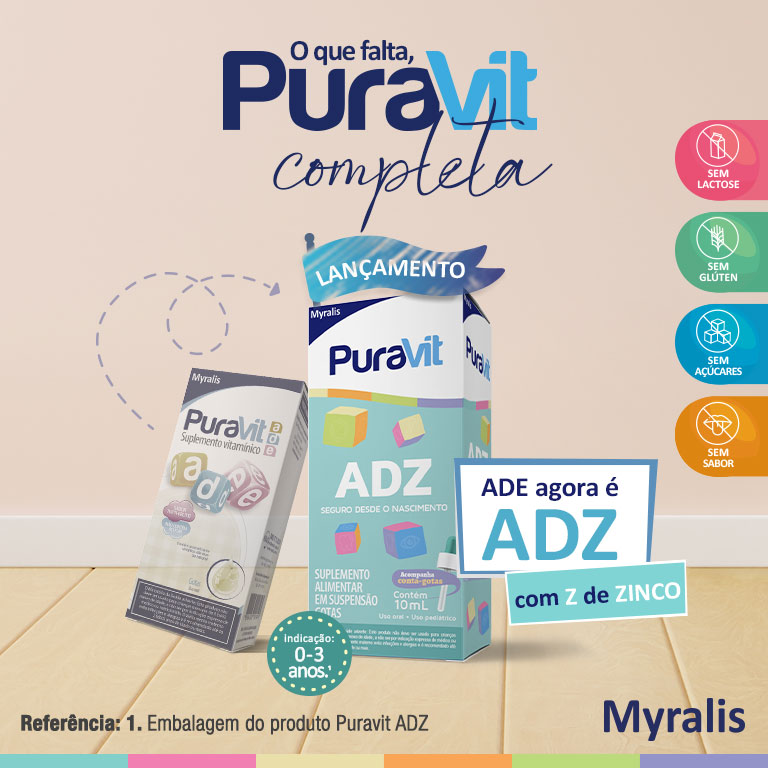 O que falta,
PuraVit
completa
SEM
LACTOSE
SEM
GLÚTEN
SEM
AÇÚCARES
SEM
SABOR
LANÇAMENTO
Myralis
PuraVit
ADZ
SEGURO DESDE O NASCIMENTO
SUPLEMENTO
ALIMENTAR
EM SUSPENSÃO
GOTAS
Acompanha
conta-gotas
Contém
10mL
Uso oral • Uso pediátrico
ADZ
Myralis
PuraVit
a
d
e
Suplemento vitamínico
a
d
e
ADE agora é
ADZ
com Z de ZINCO
Indicação:
0-3
anos.¹
Referência: 1. Embalagem do produto Puravit ADZ
Myralis